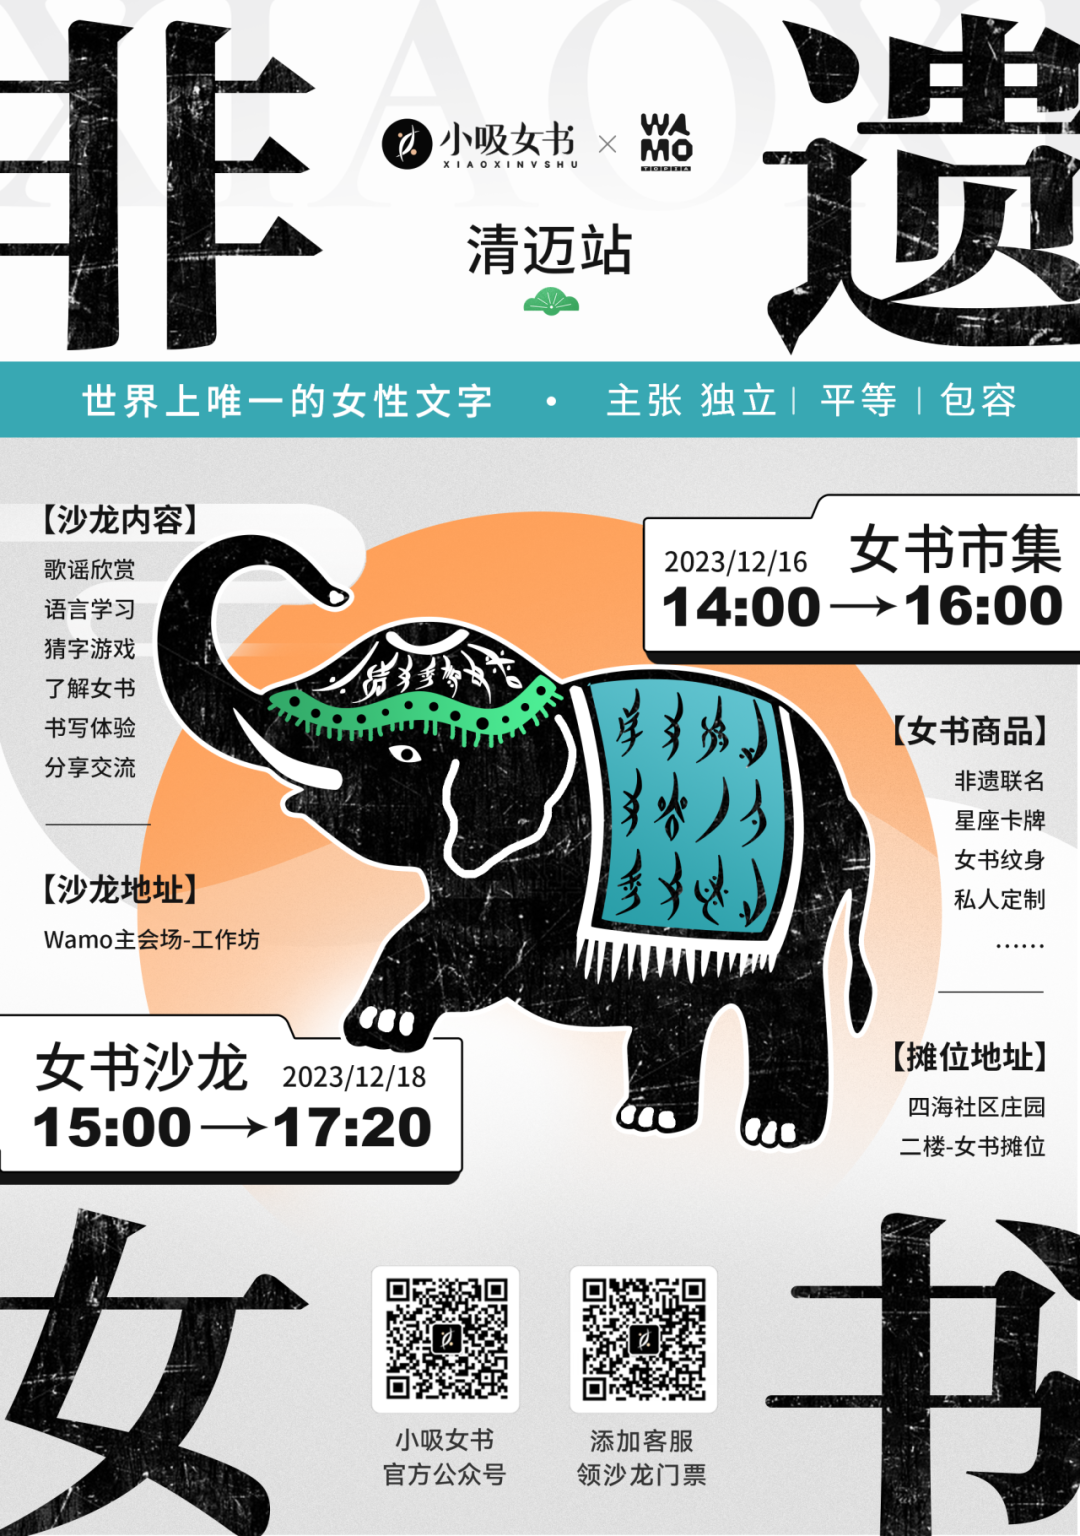 非遗
XIAOX
小吸女书
XIAOXINVSHU
×
WAMO
TOPIA
清迈站
世界上唯一的女性文字 • 主张 独立 | 平等 | 包容
【沙龙内容】
歌谣欣赏
语言学习
猜字游戏
了解女书
书写体验
分享交流
【沙龙地址】
Wamo主会场-工作坊
2023/12/16 女书市集
14:00→16:00
【女书商品】
非遗联名
星座卡牌
女书纹身
私人定制
……
【摊位地址】
四海社区庄园
二楼-女书摊位
女书沙龙 2023/12/18
15:00→17:20
女书
小吸女书
官方公众号
添加客服
领沙龙门票